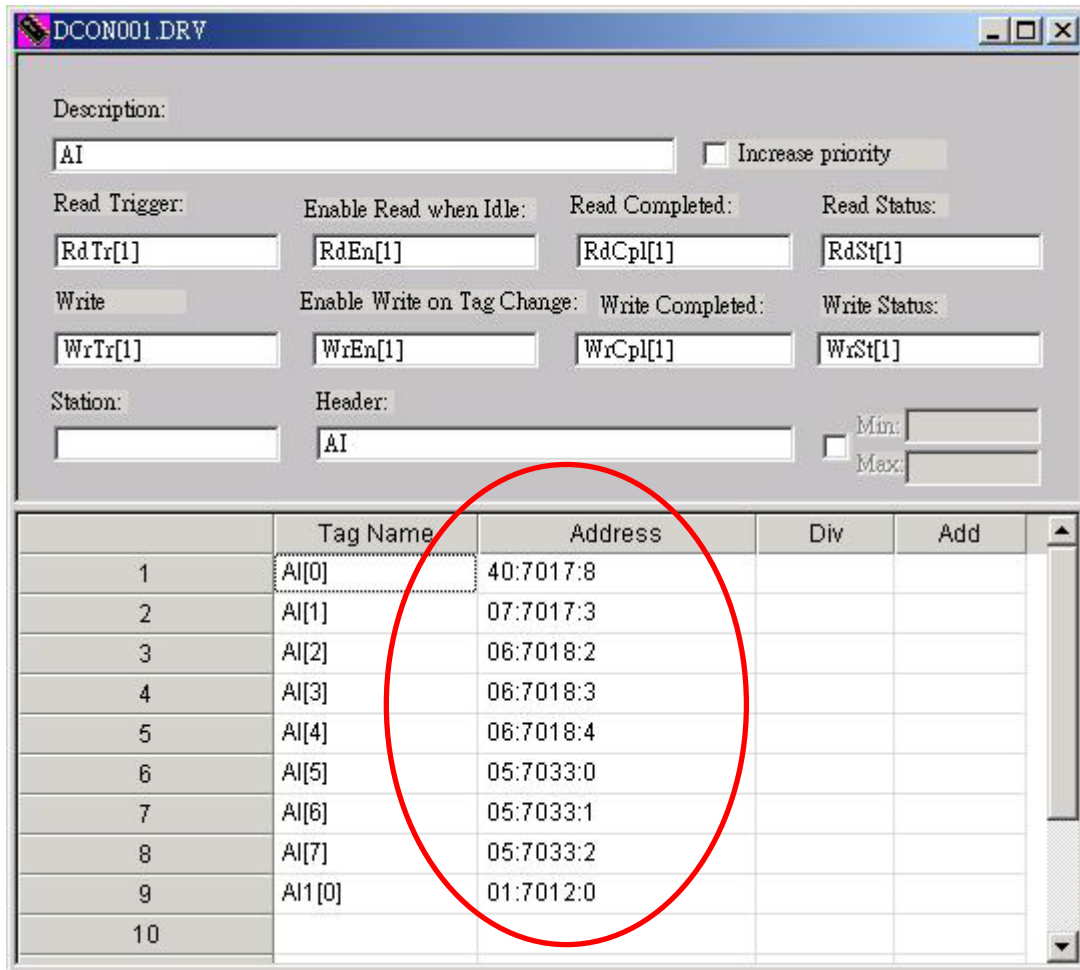 DCON001.DRV
Description:
AI
Increase priority
Read Trigger: Enable Read when Idle: Read Completed: Read Status:
RdTr[1] RdEn[1] RdCpl[1] RdSt[1]
Write Enable Write on Tag Change: Write Completed: Write Status:
WrTr[1] WrEn[1] WrCpl[1] WrSt[1]
Station: Header:
AI
Min:
Max:
Tag Name Address Div Add
1 AI[0] 40:7017:8
2 AI[1] 07:7017:3
3 AI[2] 06:7018:2
4 AI[3] 06:7018:3
5 AI[4] 06:7018:4
6 AI[5] 05:7033:0
7 AI[6] 05:7033:1
8 AI[7] 05:7033:2
9 AI1[0] 01:7012:0
10